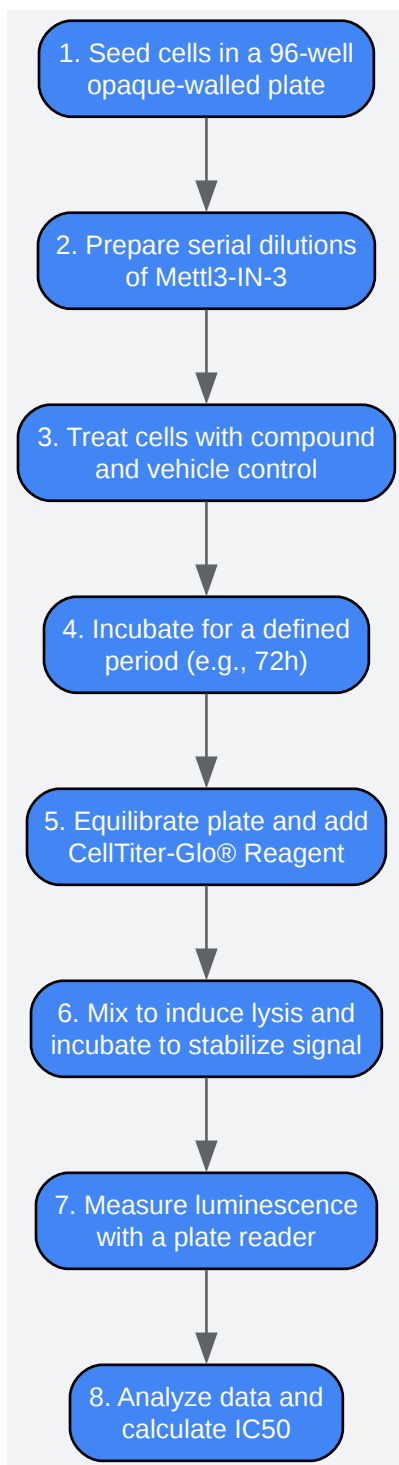 1. Seed cells in a 96-well
opaque-walled plate
2. Prepare serial dilutions
of Mettl3-IN-3
3. Treat cells with compound
and vehicle control
4. Incubate for a defined
period (e.g., 72h)
5. Equilibrate plate and add
CellTiter-Glo® Reagent
6. Mix to induce lysis and
incubate to stabilize signal
7. Measure luminescence
with a plate reader
8. Analyze data and
calculate IC50